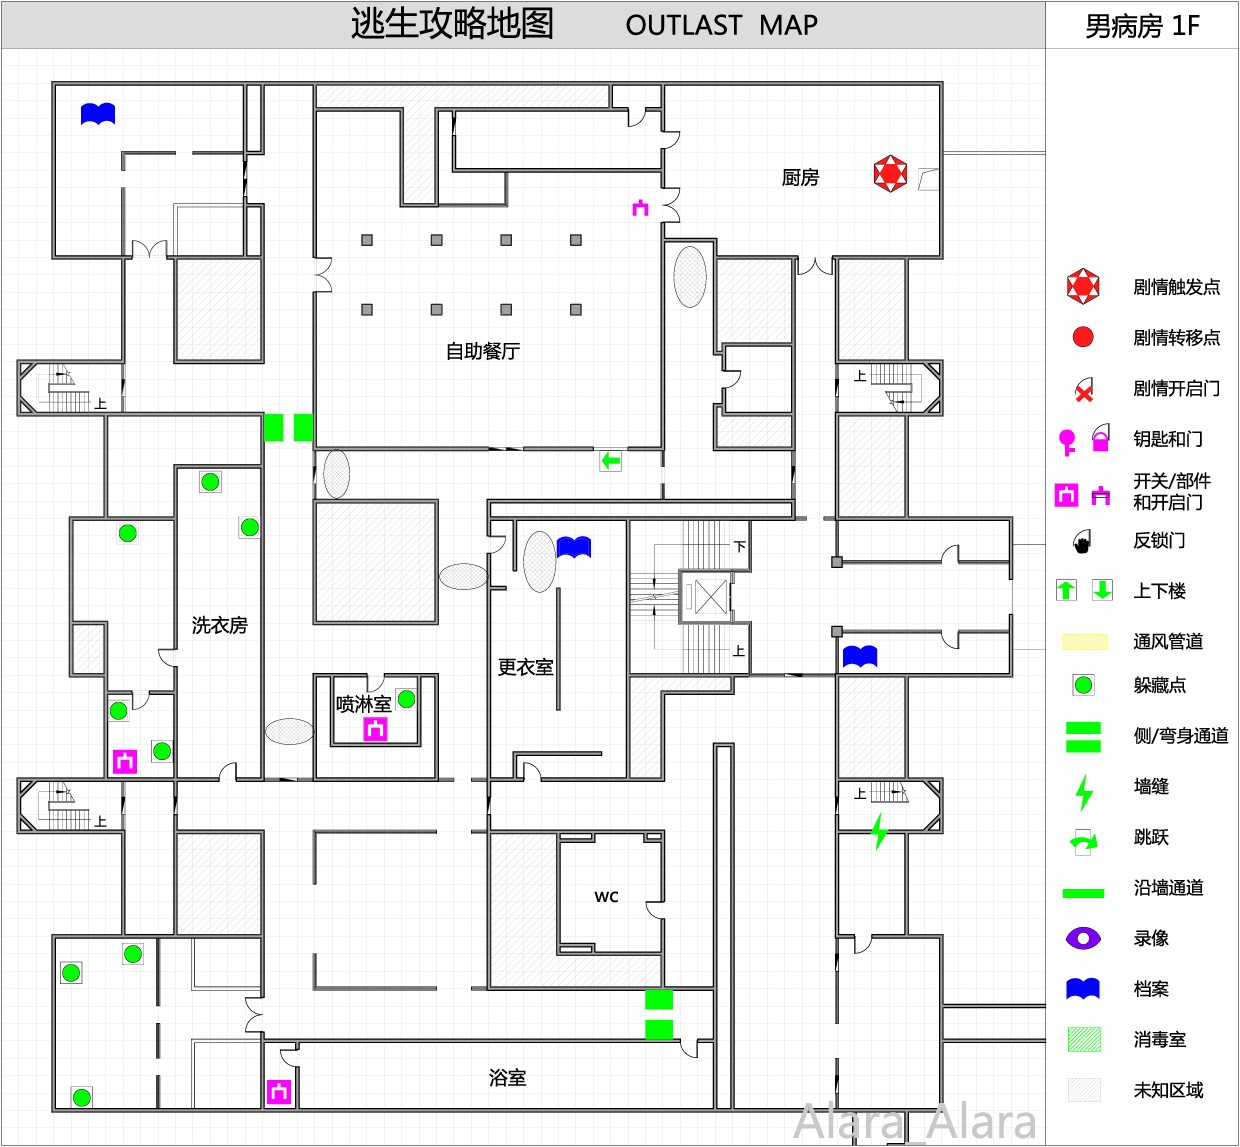 逃生攻略地图 OUTLAST MAP
男病房 1F
厨房
自助餐厅
上
上
洗衣房
下
更衣室
上
喷淋室
上
上
WC
浴室
剧情触发点
剧情转移点
剧情开启门
钥匙和门
开关/部件
和开启门
反锁门
上下楼
通风管道
躲藏点
侧/弯身通道
墙缝
跳跃
沿墙通道
录像
档案
消毒室
未知区域
Alara_Alara